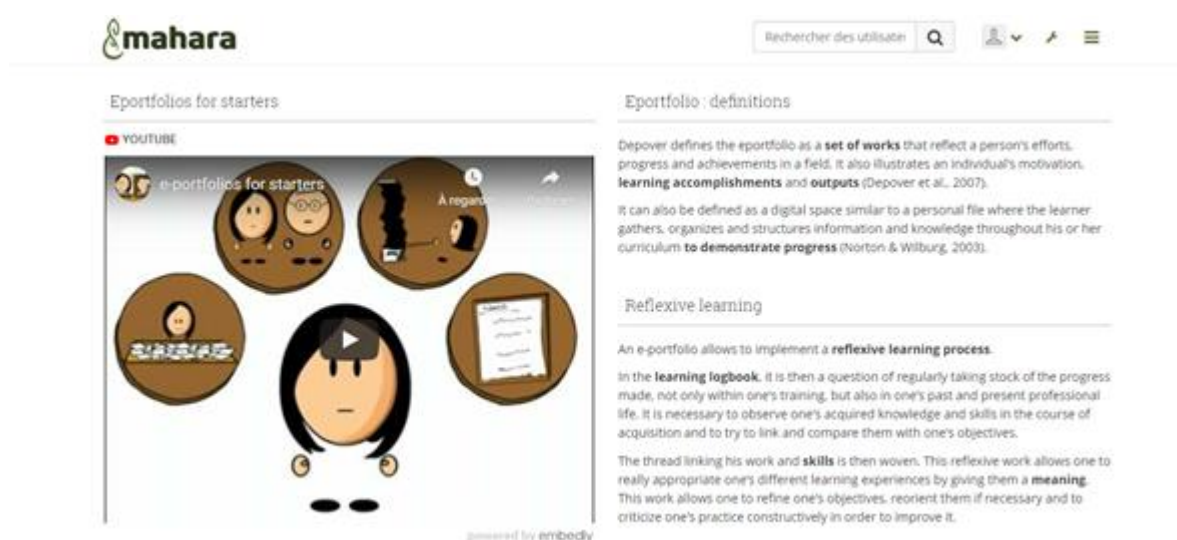 mahara
Rechercher des utilisate
Eportfolios for starters
YOUTUBE
e-portfolios for starters
À regard
powered by embedly
Eportfolio : definitions
Depover defines the eportfolio as a set of works that reflect a person's efforts,
progress and achievements in a field. It also illustrates an individual's motivation,
learning accomplishments and outputs (Depover et al., 2007).
It can also be defined as a digital space similar to a personal file where the learner
gathers, organizes and structures information and knowledge throughout his or her
curriculum to demonstrate progress (Norton & Wilburg, 2003).
Reflexive learning
An e-portfolio allows to implement a reflexive learning process.
In the learning logbook, it is then a question of regularly taking stock of the progress
made, not only within one's training, but also in one's past and present professional
life. It is necessary to observe one's acquired knowledge and skills in the course of
acquisition and to try to link and compare them with one's objectives.
The thread linking his work and skills is then woven. This reflexive work allows one to
really appropriate one's different learning experiences by giving them a meaning.
This work allows one to refine one's objectives, reorient them if necessary and to
criticize one's practice constructively in order to improve it.